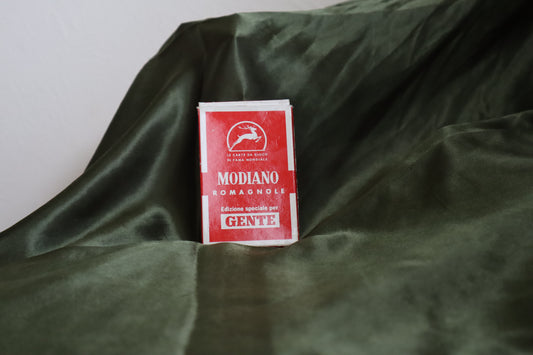 LE CARTE DA GIOCO
DI FAMA MONDIALE
MODIANO
ROMAGNOLE
Edizione speciale per
GENTE